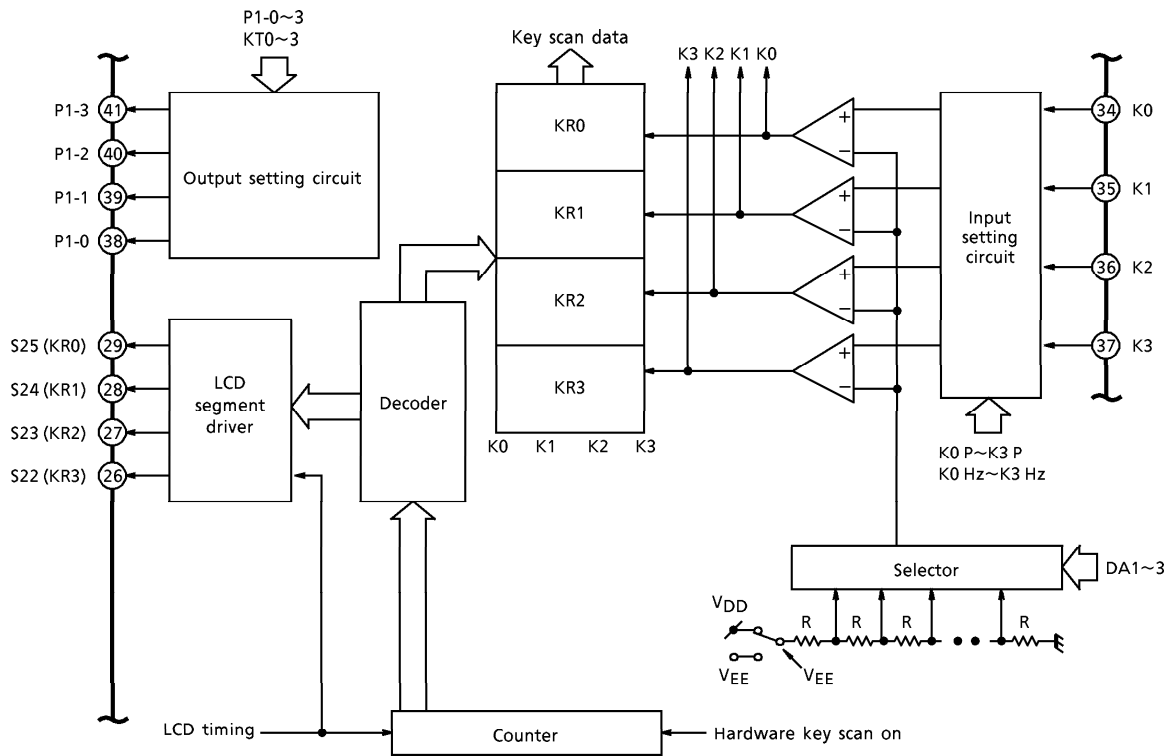 P1-0~3
KT0~3
Key scan data
K3 K2 K1 K0
P1-3
41
P1-2
40
P1-1
39
P1-0
38
Output setting circuit
KR0
KR1
KR2
KR3
K0 K1 K2 K3
+
−
+
−
+
−
+
−
Input
setting
circuit
34
K0
35
K1
36
K2
37
K3
K0 P~K3 P
K0 Hz~K3 Hz
S25 (KR0)
29
S24 (KR1)
28
S23 (KR2)
27
S22 (KR3)
26
LCD
segment
driver
Decoder
Selector
DA1~3
VDD
R R R R
VEE
VEE
LCD timing
Counter
Hardware key scan on